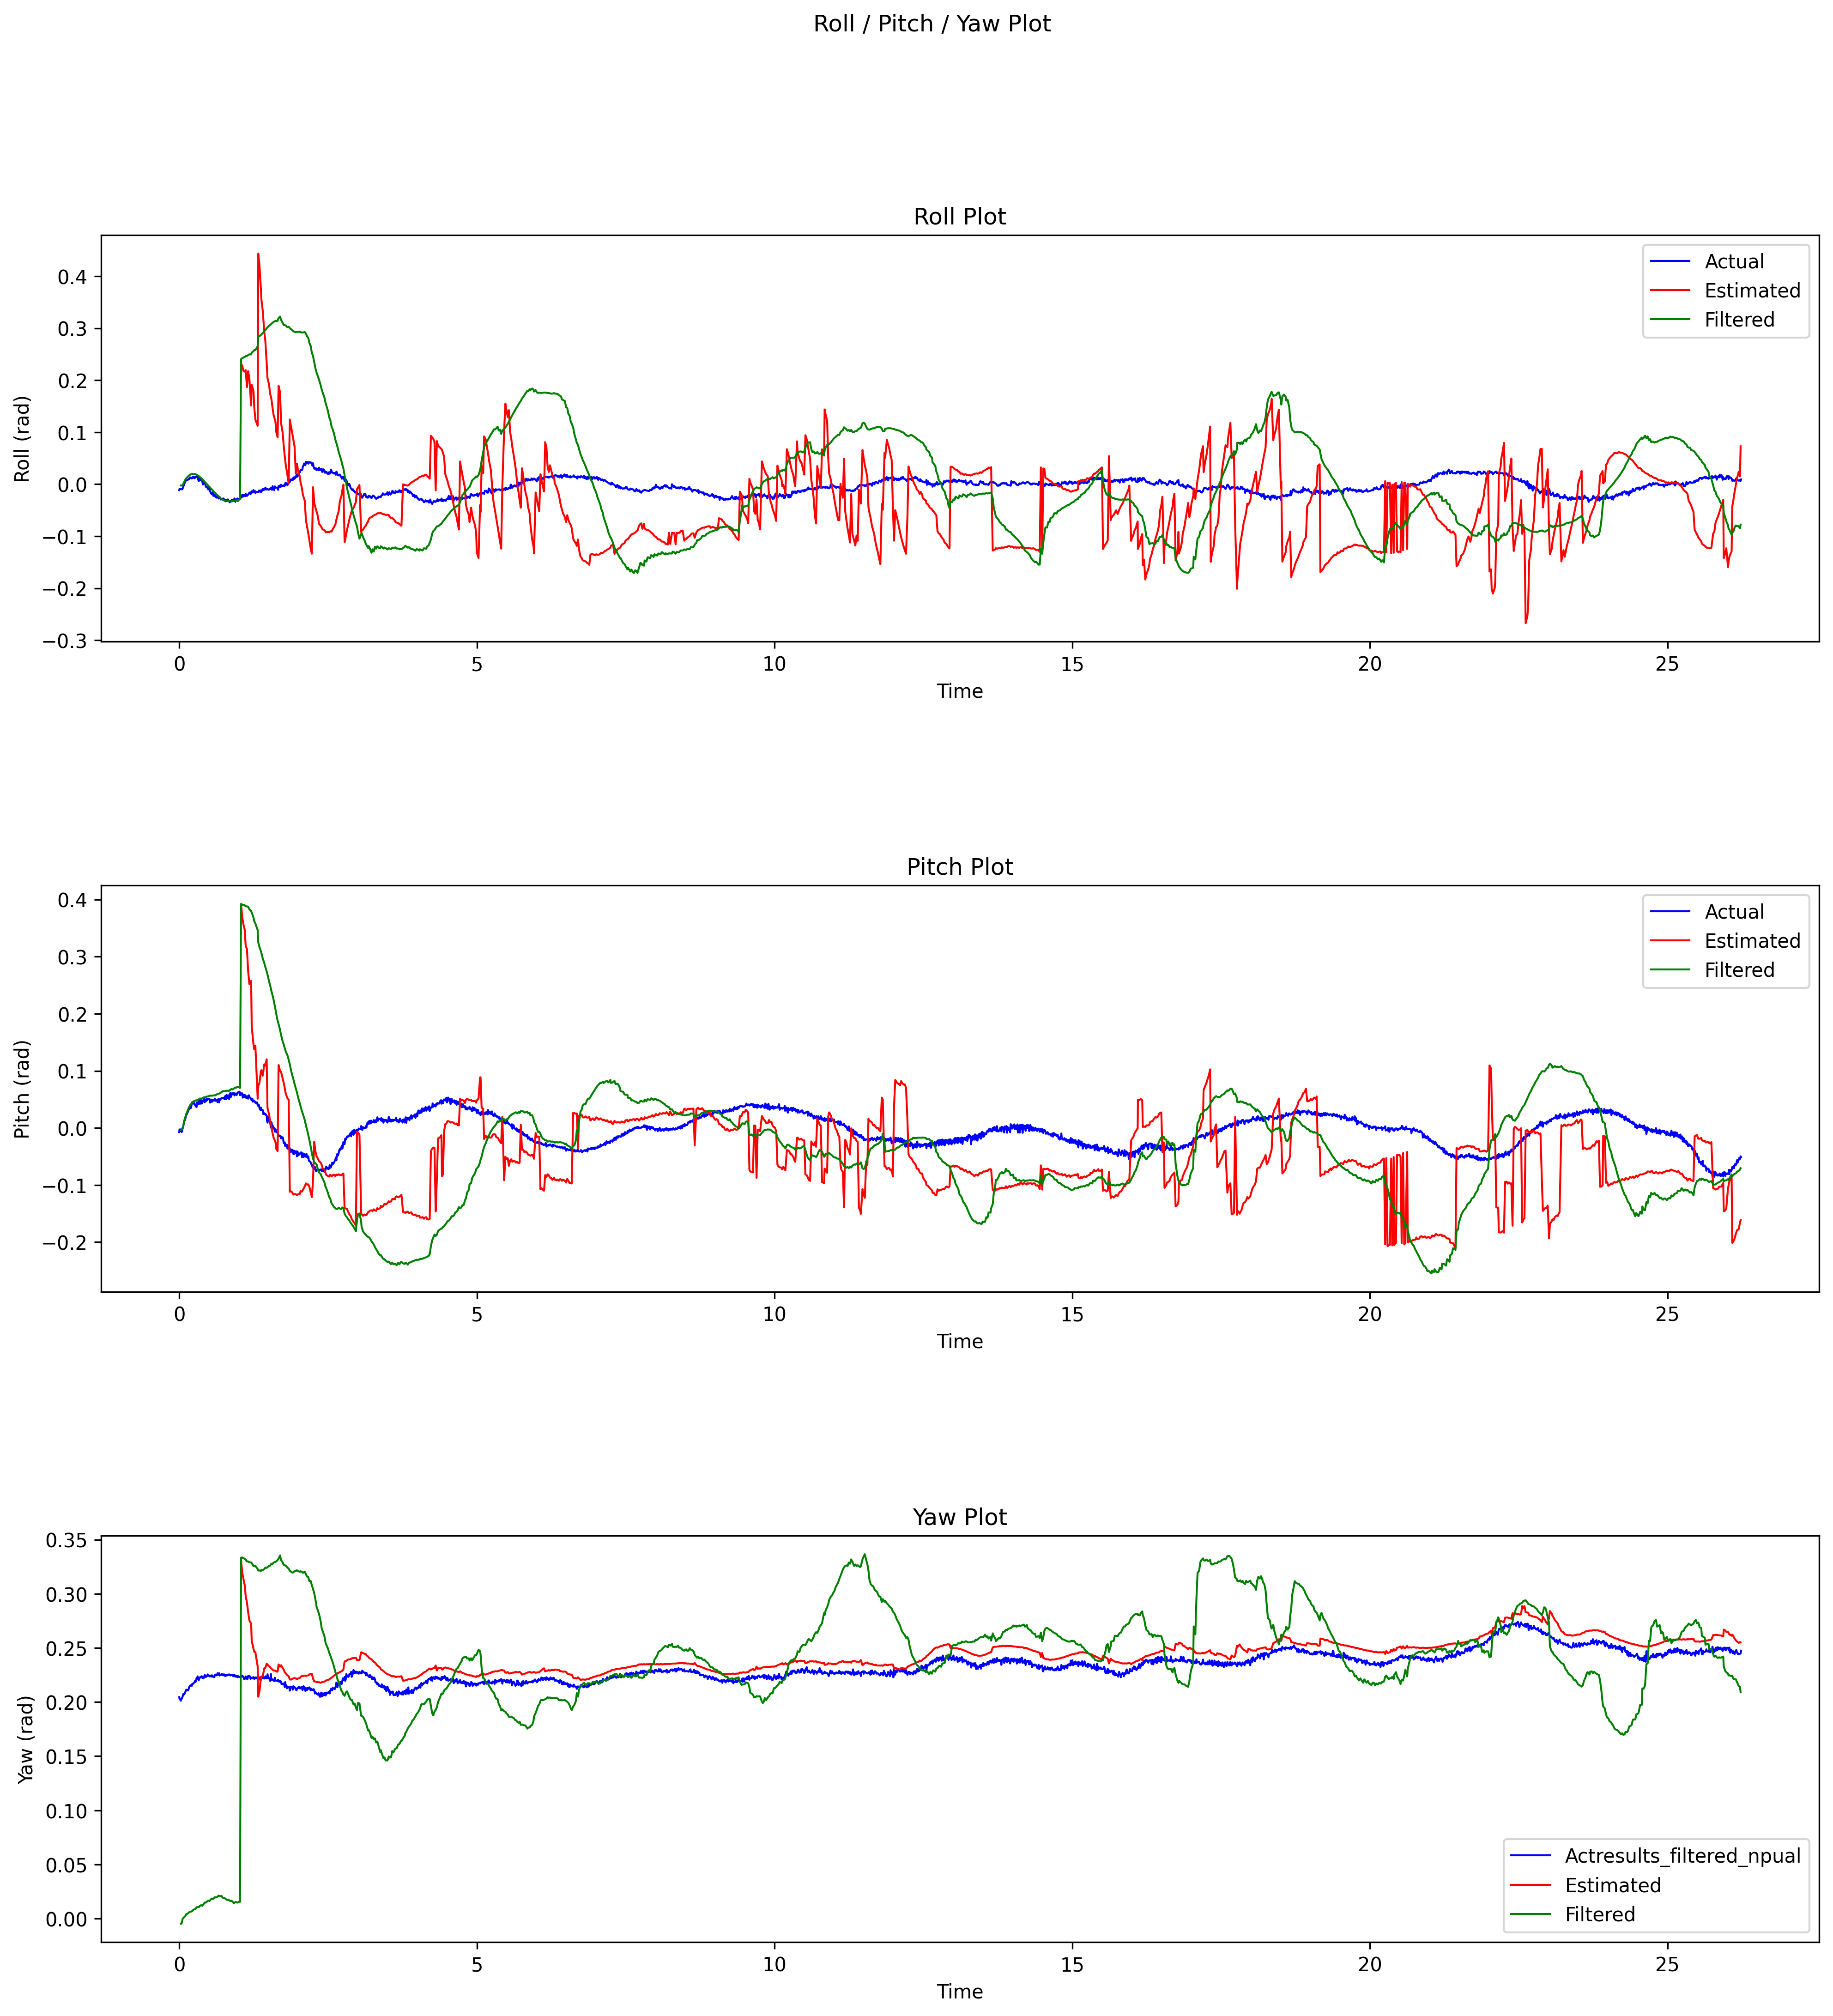 Roll / Pitch / Yaw Plot
Roll Plot
Roll (rad)
0.4
0.3
0.2
0.1
0.0
−0.1
−0.2
−0.3
Actual
Estimated
Filtered
0 5 10 15 20 25
Time
Pitch Plot
Pitch (rad)
0.4
0.3
0.2
0.1
0.0
−0.1
−0.2
Actual
Estimated
Filtered
0 5 10 15 20 25
Time
Yaw Plot
Yaw (rad)
0.35
0.30
0.25
0.20
0.15
0.10
0.05
0.00
Actresults_filtered_npual
Estimated
Filtered
0 5 10 15 20 25
Time